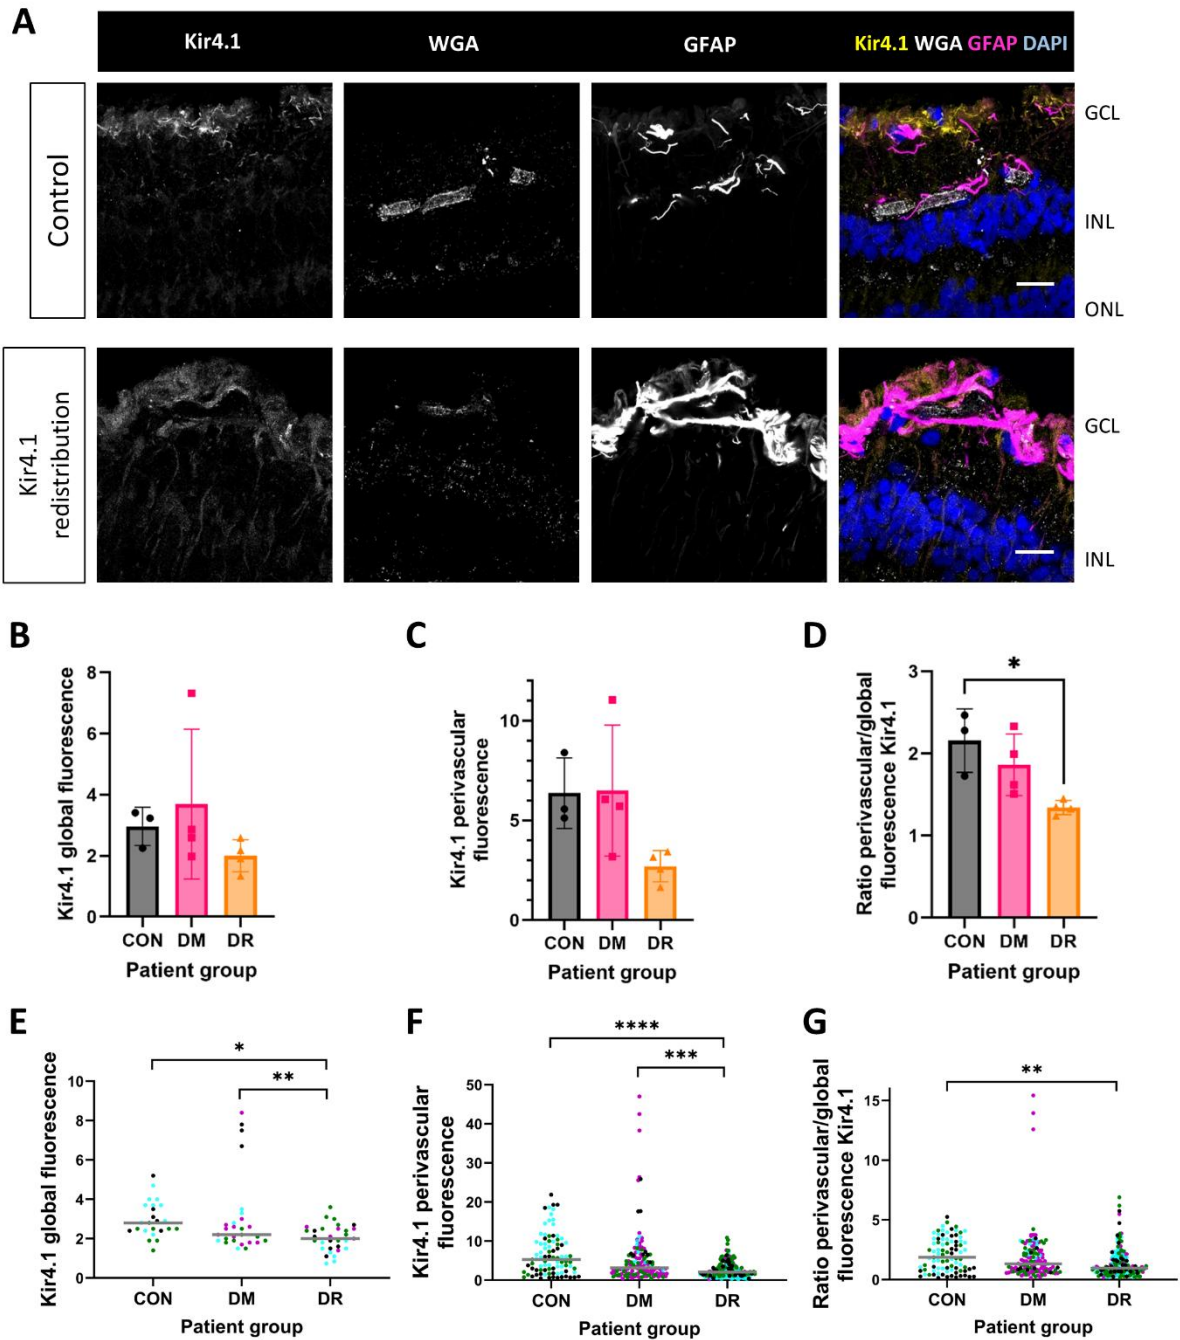 A
Kir4.1 WGA GFAP Kir4.1 WGA GFAP DAPI
Control
GCL
INL
ONL
Kir4.1
redistribution
GCL
INL
B
Kir4.1 global fluorescence
8
6
4
2
0
CON DM DR
Patient group
C
Kir4.1 perivascular
fluorescence
10
5
0
CON DM DR
Patient group
D
Ratio perivascular/global
fluorescence Kir4.1
3
2
1
0
*
CON DM DR
Patient group
E
Kir4.1 global fluorescence
10
8
6
4
2
0
*
**
CON DM DR
Patient group
F
Kir4.1 perivascular
fluorescence
50
40
30
20
10
0
****
***
CON DM DR
Patient group
G
Ratio perivascular/global
fluorescence Kir4.1
15
10
5
0
**
CON DM DR
Patient group